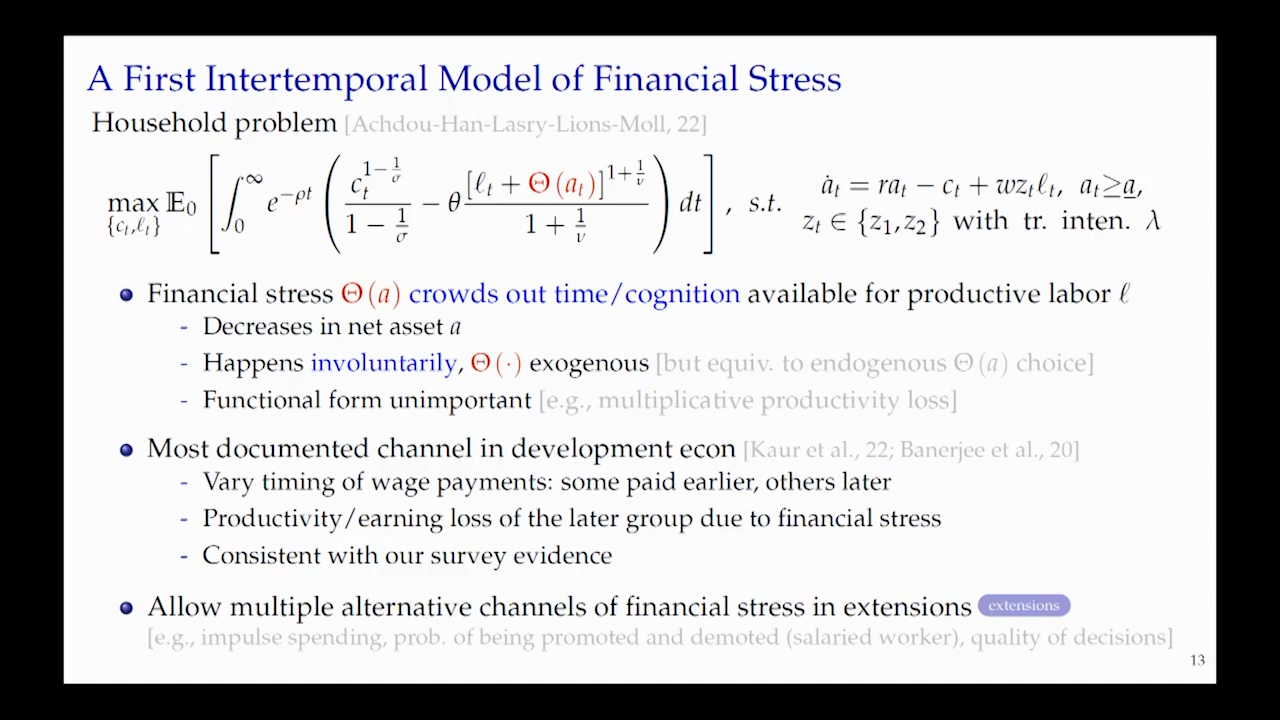 A First Intertemporal Model of Financial Stress
Household problem [Achdou-Han-Lasry-Lions-Moll, 22]
max_{{c_t,ℓ_t}} 𝔼_0 [ ∫_0^∞ e^{−ρt} ( c_t^{1−1/σ} / (1 − 1/σ) − θ [ℓ_t + Θ(a_t)]^{1+1/ν} / (1 + 1/ν) ) dt ] , s.t. ȧ_t = ra_t − c_t + wz_tℓ_t, a_t ≥ a̲,
z_t ∈ {z_1, z_2} with tr. inten. λ
• Financial stress Θ(a) crowds out time/cognition available for productive labor ℓ
- Decreases in net asset a
- Happens involuntarily, Θ(·) exogenous [but equiv. to endogenous Θ(a) choice]
- Functional form unimportant [e.g., multiplicative productivity loss]
• Most documented channel in development econ [Kaur et al., 22; Banerjee et al., 20]
- Vary timing of wage payments: some paid earlier, others later
- Productivity/earning loss of the later group due to financial stress
- Consistent with our survey evidence
• Allow multiple alternative channels of financial stress in extensions extensions
[e.g., impulse spending, prob. of being promoted and demoted (salaried worker), quality of decisions]
13